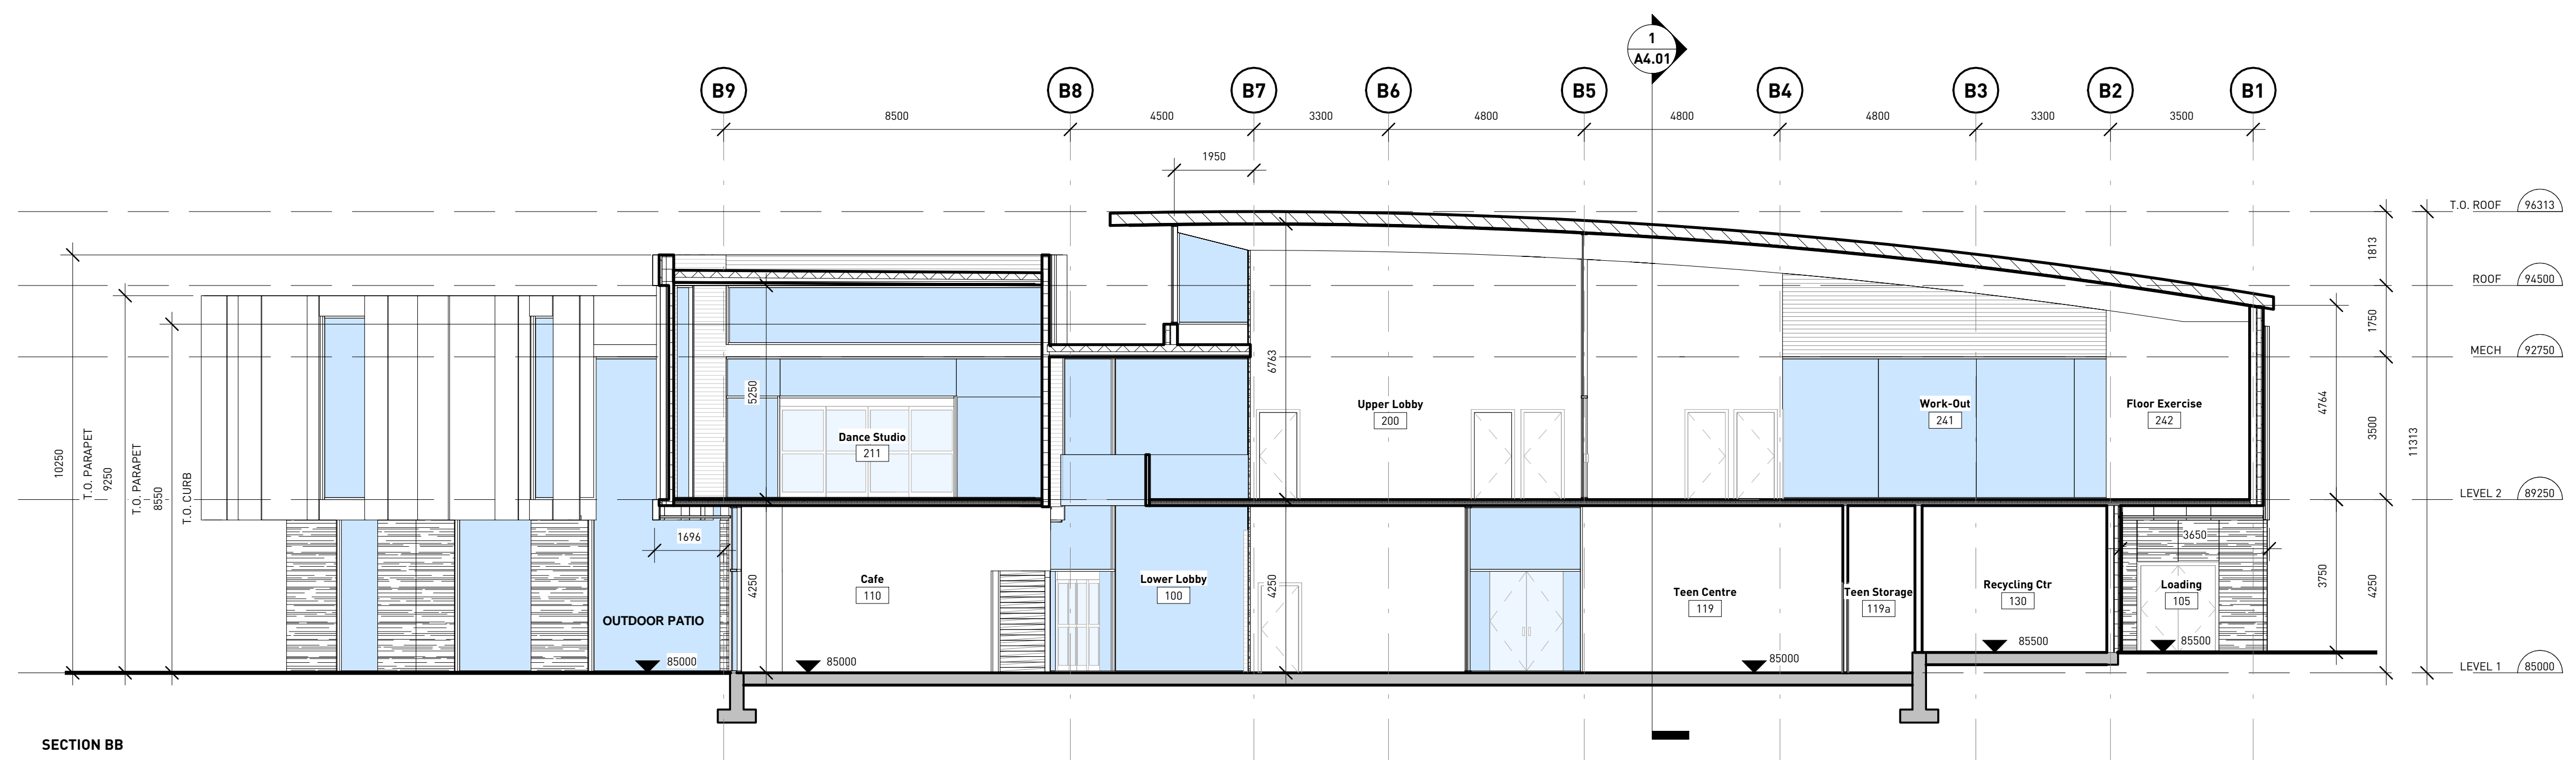 1
A4.01
B9
B8
B7
B6
B5
B4
B3
B2
B1
8500
4500
3300
4800
4800
4800
3300
3500
1950
T.O. ROOF 96313
ROOF 94500
MECH 92750
LEVEL 2 89250
LEVEL 1 85000
1813
1750
3500
4250
11313
4764
3750
10250
T.O. PARAPET
9250
T.O. PARAPET
8550
T.O. CURB
5250
6763
Dance Studio
211
Upper Lobby
200
Work-Out
241
Floor Exercise
242
1696
4250
4250
3650
Cafe
110
Lower Lobby
100
Teen Centre
119
Teen Storage
119a
Recycling Ctr
130
Loading
105
OUTDOOR PATIO
85000
85000
85000
85500
85500
SECTION BB